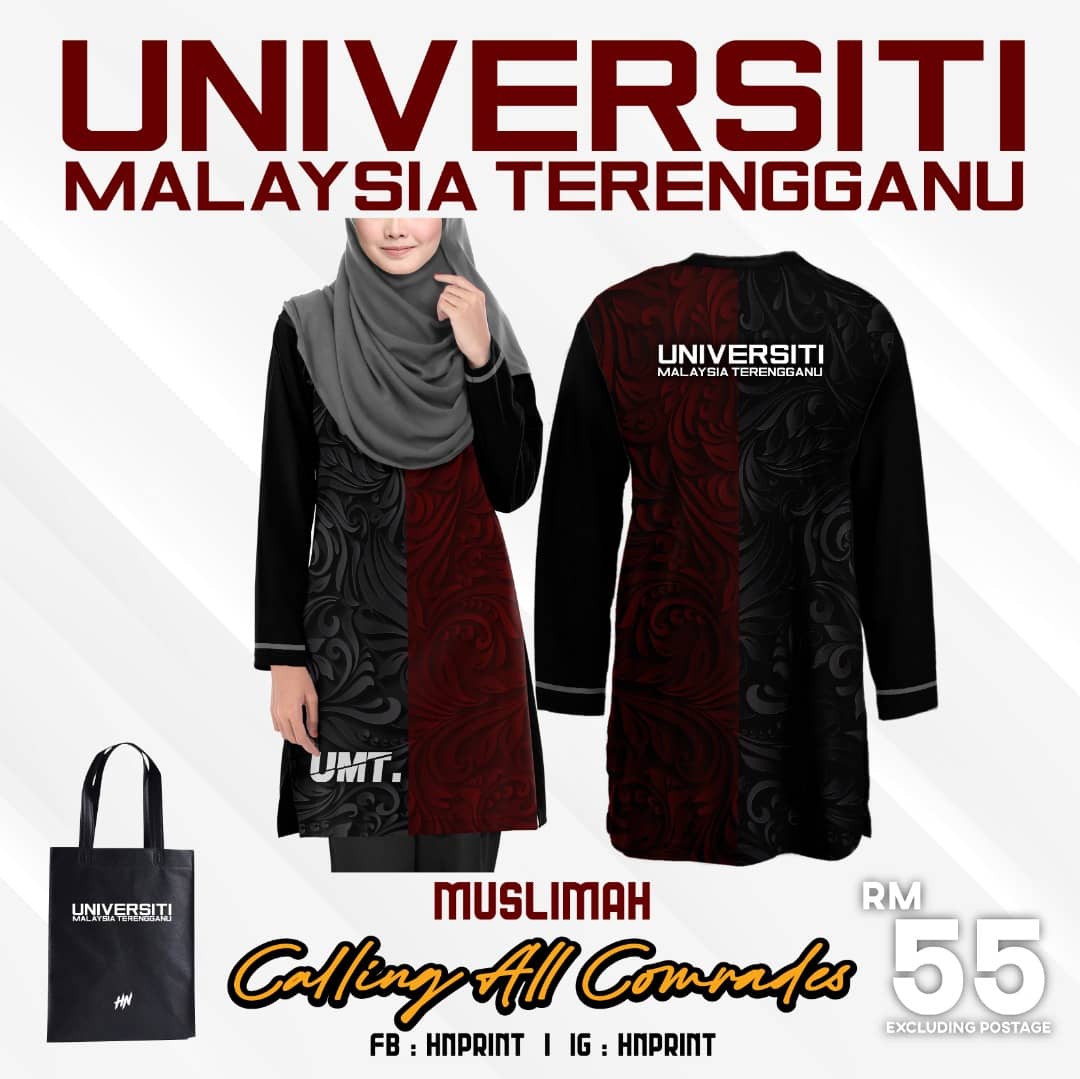 UNIVERSITI
MALAYSIA TERENGGANU
UNIVERSITI
MALAYSIA TERENGGANU
UMT.
UNIVERSITI
MALAYSIA TERENGGANU
HN
MUSLIMAH
Calling All Comrades
FB : HNPRINT I IG : HNPRINT
RM
55
EXCLUDING POSTAGE